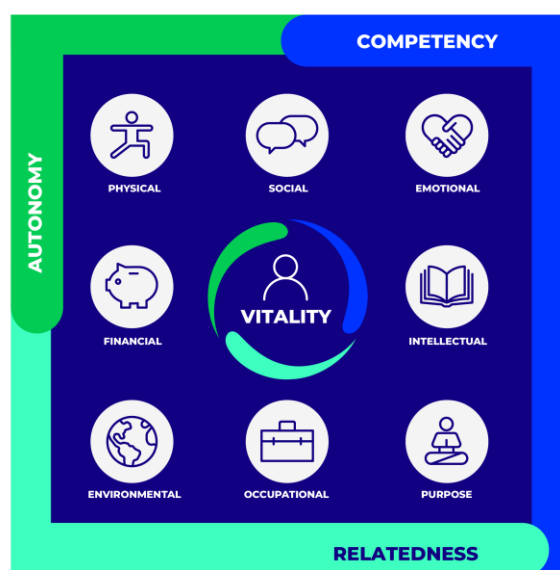 COMPETENCY
AUTONOMY
PHYSICAL
SOCIAL
EMOTIONAL
FINANCIAL
VITALITY
INTELLECTUAL
ENVIRONMENTAL
OCCUPATIONAL
PURPOSE
RELATEDNESS